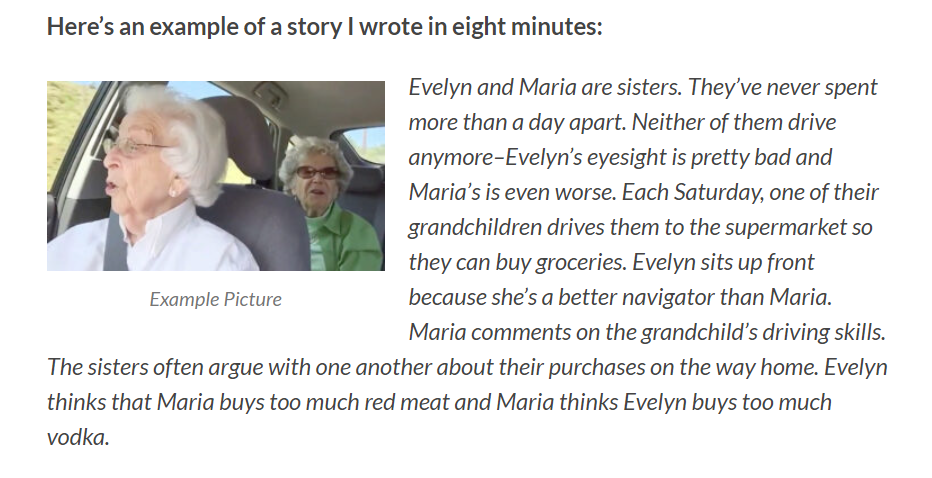 Here’s an example of a story I wrote in eight minutes:
Evelyn and Maria are sisters. They’ve never spent
more than a day apart. Neither of them drive
anymore–Evelyn’s eyesight is pretty bad and
Maria’s is even worse. Each Saturday, one of their
grandchildren drives them to the supermarket so
they can buy groceries. Evelyn sits up front
because she’s a better navigator than Maria.
Maria comments on the grandchild’s driving skills.
The sisters often argue with one another about their purchases on the way home. Evelyn
thinks that Maria buys too much red meat and Maria thinks Evelyn buys too much
vodka.
Example Picture